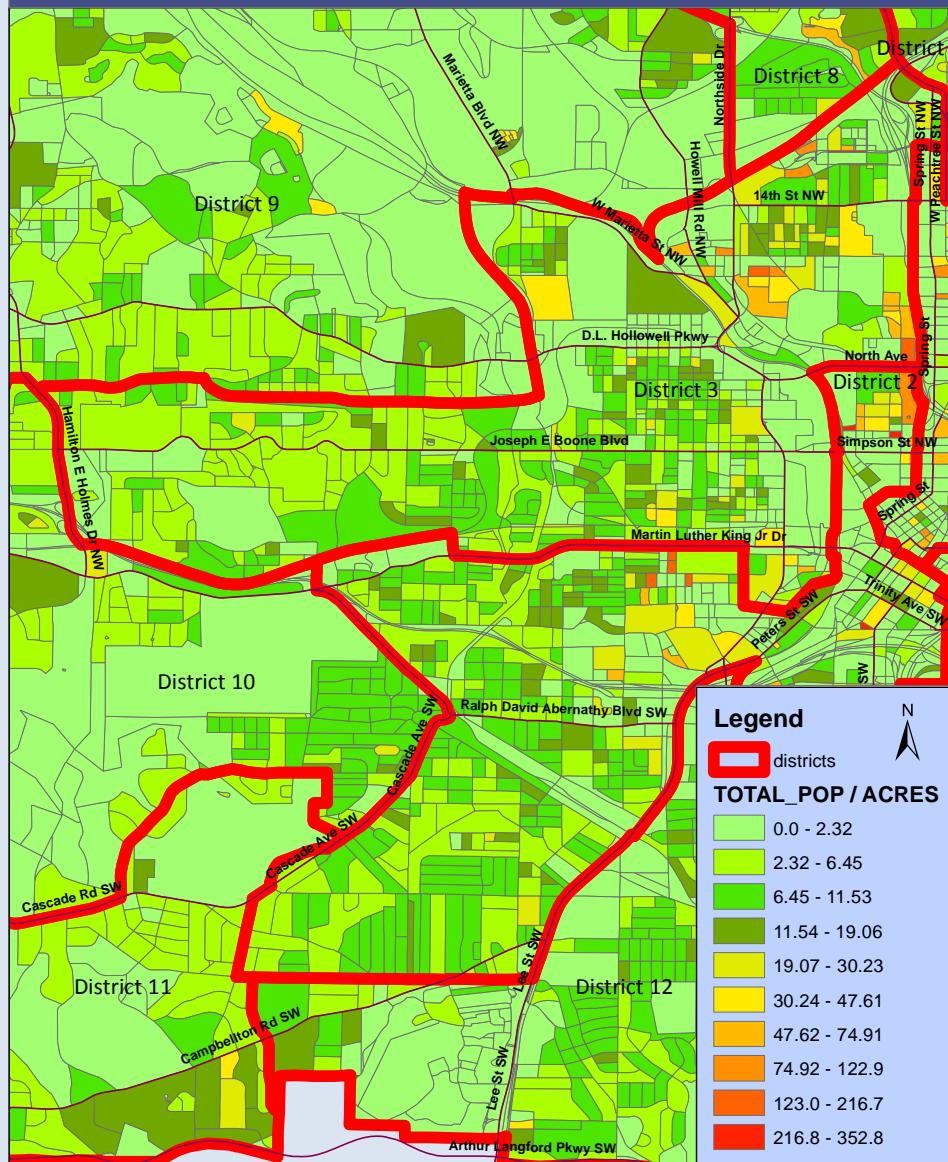 District
District 8
Marietta Blvd NW
Northside Dr
Spring St NW
W Peachtree St NW
Howell Mill Rd NW
14th St NW
District 9
W Marietta St NW
D.L. Hollowell Pkwy
Spring St
North Ave
District 3
District 2
Hamilton E Holmes Dr NW
Joseph E Boone Blvd
Simpson St NW
Spring St
Martin Luther King Jr Dr
Trinity Ave SW
Peters St SW
SW
District 10
Cascade Ave SW
Ralph David Abernathy Blvd SW
Cascade Ave SW
Cascade Rd SW
Lee St SW
District 11
District 12
Campbellton Rd SW
Lee St SW
Arthur Langford Pkwy SW
Legend
N
districts
TOTAL_POP / ACRES
0.0 - 2.32
2.32 - 6.45
6.45 - 11.53
11.54 - 19.06
19.07 - 30.23
30.24 - 47.61
47.62 - 74.91
74.92 - 122.9
123.0 - 216.7
216.8 - 352.8